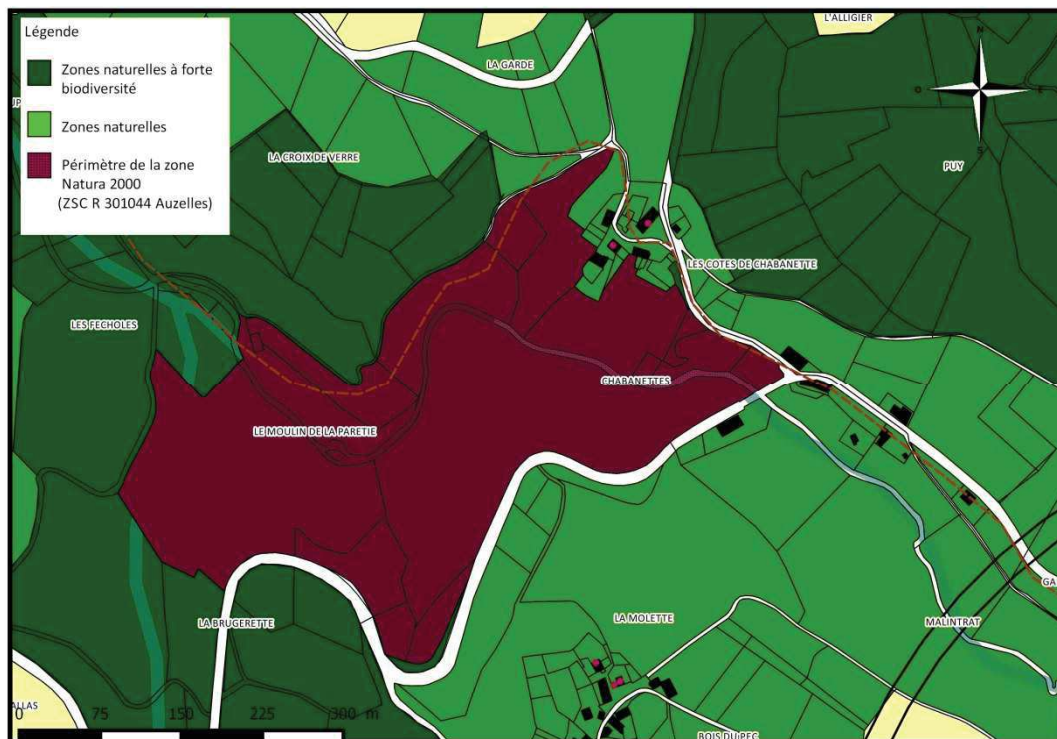 Légende
Zones naturelles à forte
biodiversité
Zones naturelles
Périmètre de la zone
Natura 2000
(ZSC R 301044 Auzelles)
L'ALLIGIER
LA GARDE
N
O
E
S
LA CROIX DE VERRE
PUY
LES COTES DE CHABANETTE
LES FECHOLES
CHABANETTES
LE MOULIN DE LA PARETIE
GA
LA BRUGERETTE
LA MOLETTE
MALINTRAT
ALLAS
0 75 150 225 300 m
BOIS DU PEC